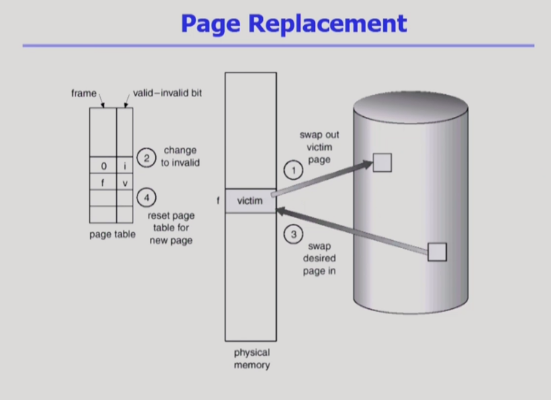 Page Replacement
frame
valid–invalid bit
0 i
f v
page table
2
change
to invalid
4
reset page
table for
new page
f
victim
physical
memory
1
swap out
victim
page
3
swap
desired
page in